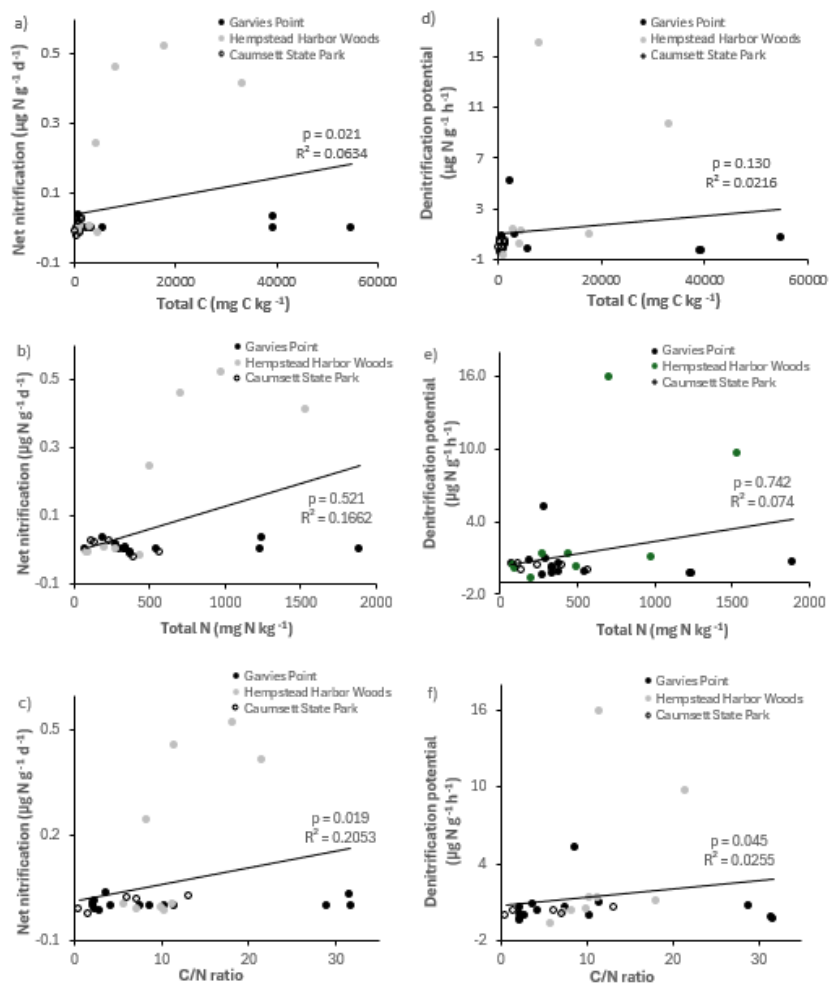 a)
Garvies Point
Hempstead Harbor Woods
Caumsett State Park
Net nitrification (µg N g⁻¹ d⁻¹)
0.5
0.3
0.1
-0.1
p = 0.021
R² = 0.0634
0
20000
40000
60000
Total C (mg C kg⁻¹)
d)
Garvies Point
Hempstead Harbor Woods
Caumsett State Park
Denitrification potential
(µg N g⁻¹ h⁻¹)
15
11
7
3
-1
p = 0.130
R² = 0.0216
0
20000
40000
60000
Total C (mg C kg⁻¹)
b)
Garvies Point
Hempstead Harbor Woods
Caumsett State Park
Net nitrification (µg N g⁻¹ d⁻¹)
0.5
0.3
0.1
-0.1
p = 0.521
R² = 0.1662
0
500
1000
1500
2000
Total N (mg N kg⁻¹)
e)
Garvies Point
Hempstead Harbor Woods
Caumsett State Park
Denitrification potential
(µg N g⁻¹ h⁻¹)
16.0
10.0
4.0
-2.0
p = 0.742
R² = 0.074
0
500
1000
1500
2000
Total N (mg N kg⁻¹)
c)
Garvies Point
Hempstead Harbor Woods
Caumsett State Park
Net nitrification (µg N g⁻¹ d⁻¹)
0.5
0.2
-0.1
p = 0.019
R² = 0.2053
0
10
20
30
C/N ratio
f)
Garvies Point
Hempstead Harbor Woods
Caumsett State Park
Denitrification potential
(µg N g⁻¹ h⁻¹)
16
10
4
-2
p = 0.045
R² = 0.0255
0
10
20
30
C/N ratio